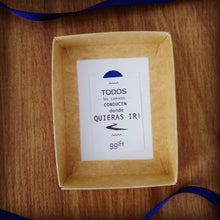 TODOS
los caminos
CONDUCEN
donde
QUIERAS IR!
ggift